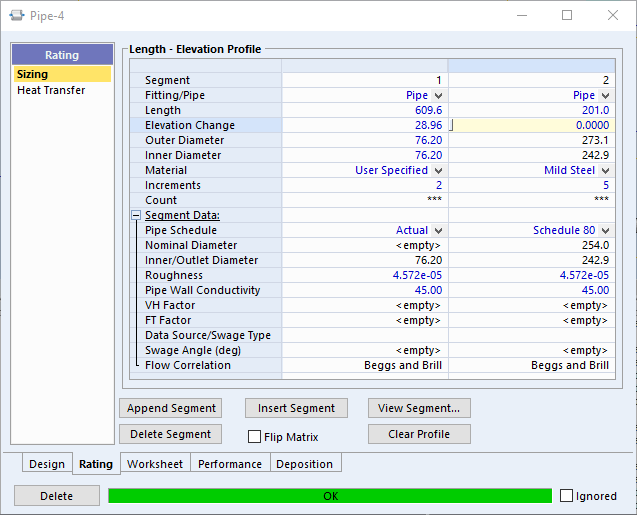 Pipe-4
Rating
Sizing
Heat Transfer
Length - Elevation Profile
Segment 1 2
Fitting/Pipe Pipe Pipe
Length 609.6 201.0
Elevation Change 28.96 0.0000
Outer Diameter 76.20 273.1
Inner Diameter 76.20 242.9
Material User Specified Mild Steel
Increments 2 5
Count *** ***
Segment Data:
Pipe Schedule Actual Schedule 80
Nominal Diameter <empty> 254.0
Inner/Outlet Diameter 76.20 242.9
Roughness 4.572e-05 4.572e-05
Pipe Wall Conductivity 45.00 45.00
VH Factor <empty> <empty>
FT Factor <empty> <empty>
Data Source/Swage Type
Swage Angle (deg) <empty> <empty>
Flow Correlation Beggs and Brill Beggs and Brill
Append Segment Insert Segment View Segment...
Delete Segment Flip Matrix Clear Profile
Design Rating Worksheet Performance Deposition
Delete OK Ignored